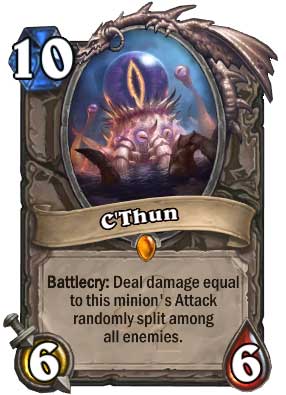 10
C'Thun
Battlecry: Deal damage equal
to this minion's Attack
randomly split among
all enemies.
6 6